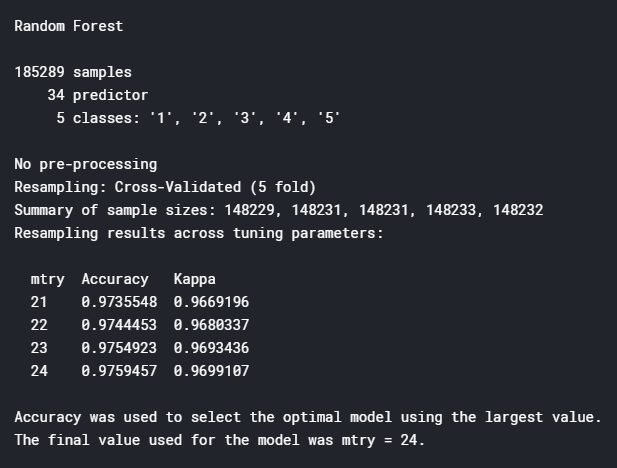 Random Forest
185289 samples
34 predictor
5 classes: '1', '2', '3', '4', '5'
No pre-processing
Resampling: Cross-Validated (5 fold)
Summary of sample sizes: 148229, 148231, 148231, 148233, 148232
Resampling results across tuning parameters:
mtry Accuracy Kappa
21 0.9735548 0.9669196
22 0.9744453 0.9680337
23 0.9754923 0.9693436
24 0.9759457 0.9699107
Accuracy was used to select the optimal model using the largest value.
The final value used for the model was mtry = 24.